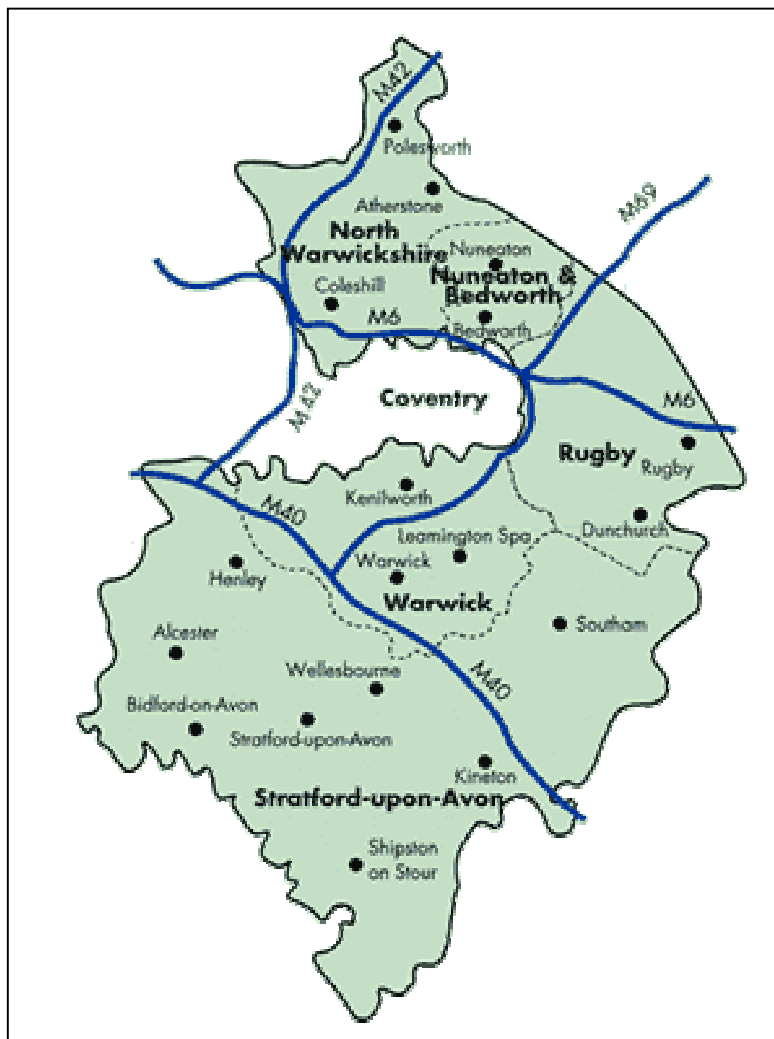 M42
Polesworth
Atherstone
M69
North
Warwickshire
Nuneaton
Nuneaton &
Bedworth
Coleshill
M6
Bedworth
Coventry
M42
M6
Rugby
Rugby
Kenilworth
M40
Dunchurch
Leamington Spa
Warwick
Henley
Warwick
Southam
Alcester
Wellesbourne
M40
Bidford-on-Avon
Stratford-upon-Avon
Kineton
Stratford-upon-Avon
Shipston
on Stour